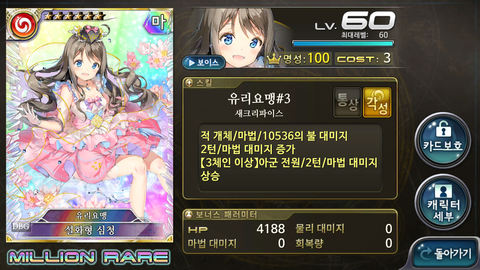 마
LV. 60
최대레벨: 60
보이스
명성:100 COST: 3
스킬
유리요맹#3
새크리파이스
통상
각성
적 개체/마법/10536의 불 대미지
2턴/마법 대미지 증가
【3체인 이상】아군 전원/2턴/마법 대미지
상승
카드보호
유리요맹
DBG
설화형 심청
보너스 패러미터
HP 4188 물리 대미지 0
마법 대미지 0 회복량 0
캐릭터
세부
MILLION RARE
돌아가기